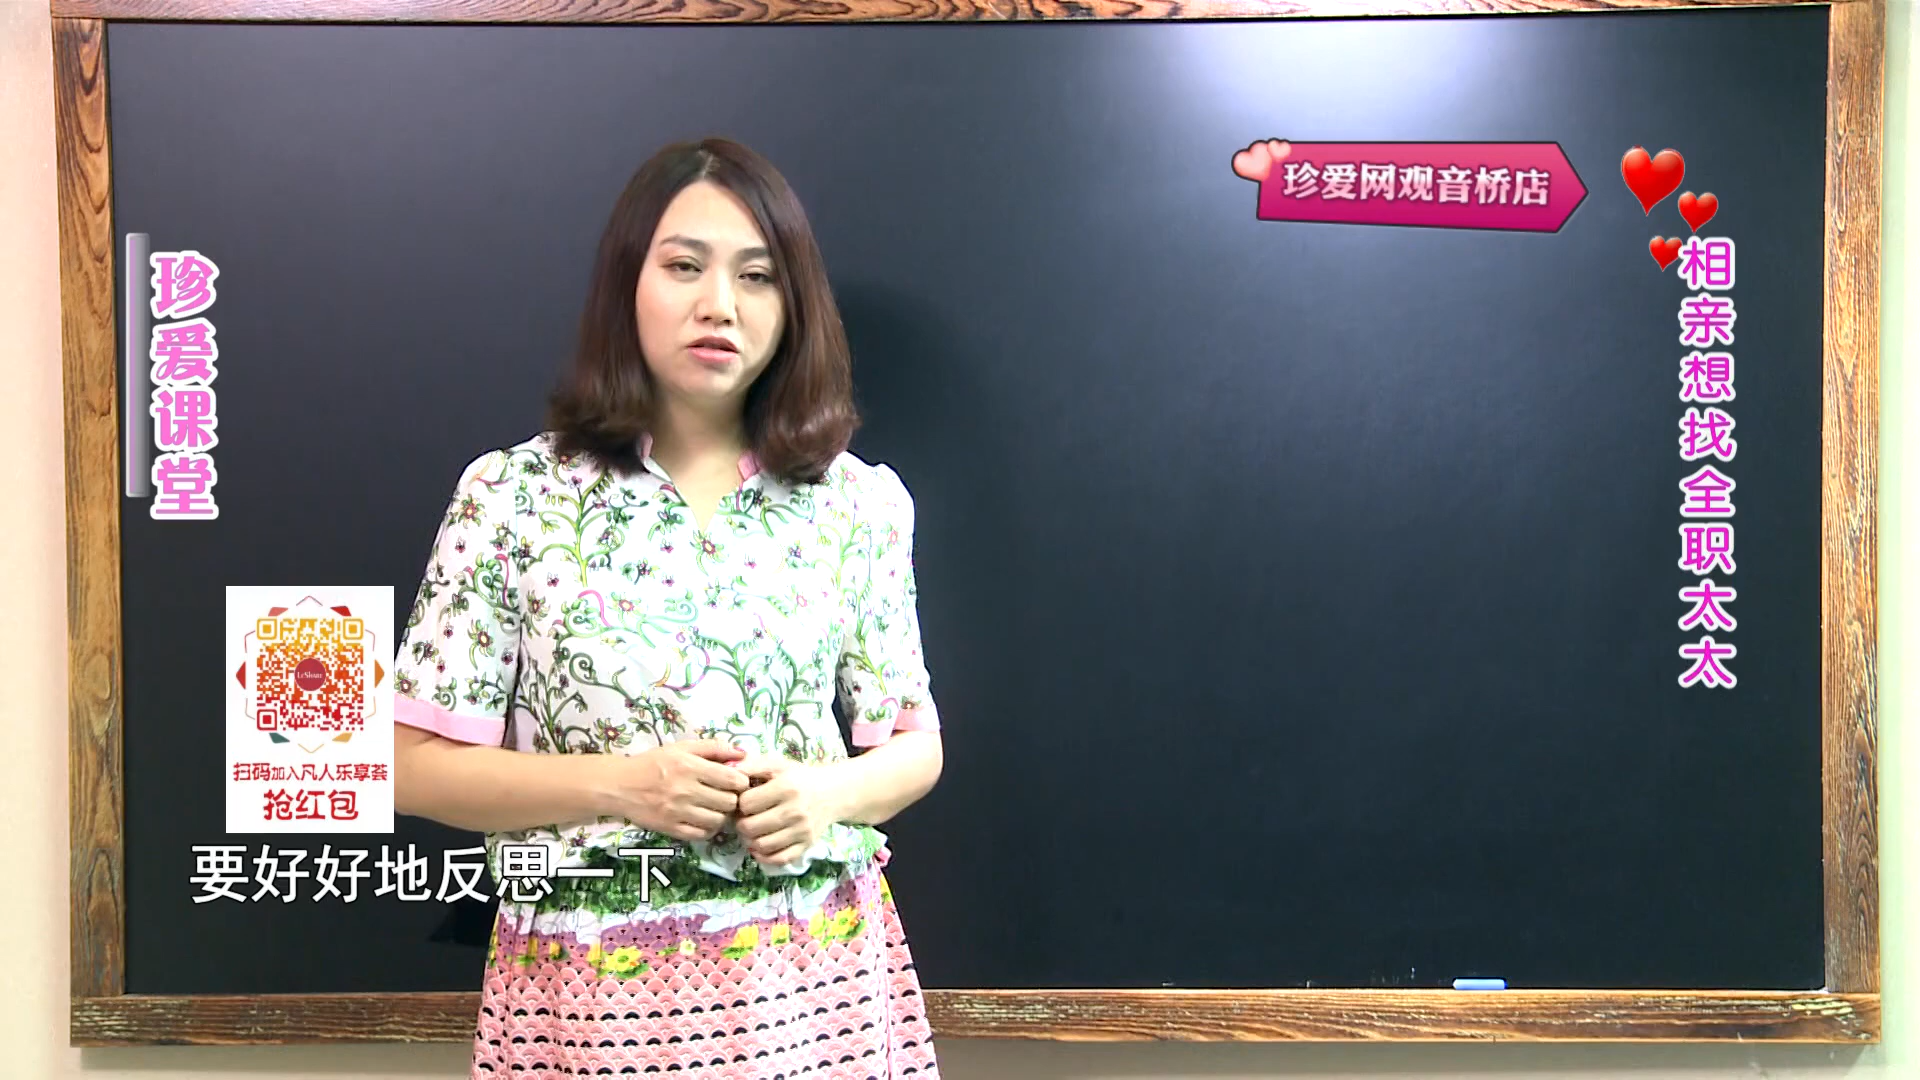 珍爱网观音桥店
相亲想找全职太太
珍爱课堂
LeShare
扫码加入凡人乐享荟
抢红包
要好好地反思一下